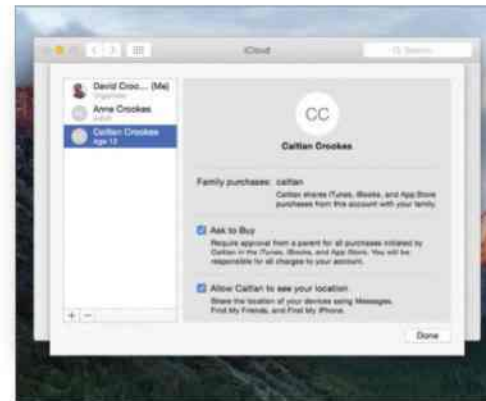 iCloud
Search
David Croo... (Me)
Organiser
Anne Crookes
Adult
Caitlan Crookes
Age 12
CC
Caitlan Crookes
Family purchases: caitlan
Caitlan shares iTunes, iBooks, and App Store
purchases from this account with your family.
Ask to Buy
Require approval from a parent for all purchases initiated by
Caitlan in the iTunes, iBooks, and App Store. You will be
responsible for all charges to your account.
Allow Caitlan to see your location
Share the location of your devices using Messages,
Find My Friends, and Find My iPhone.
Done